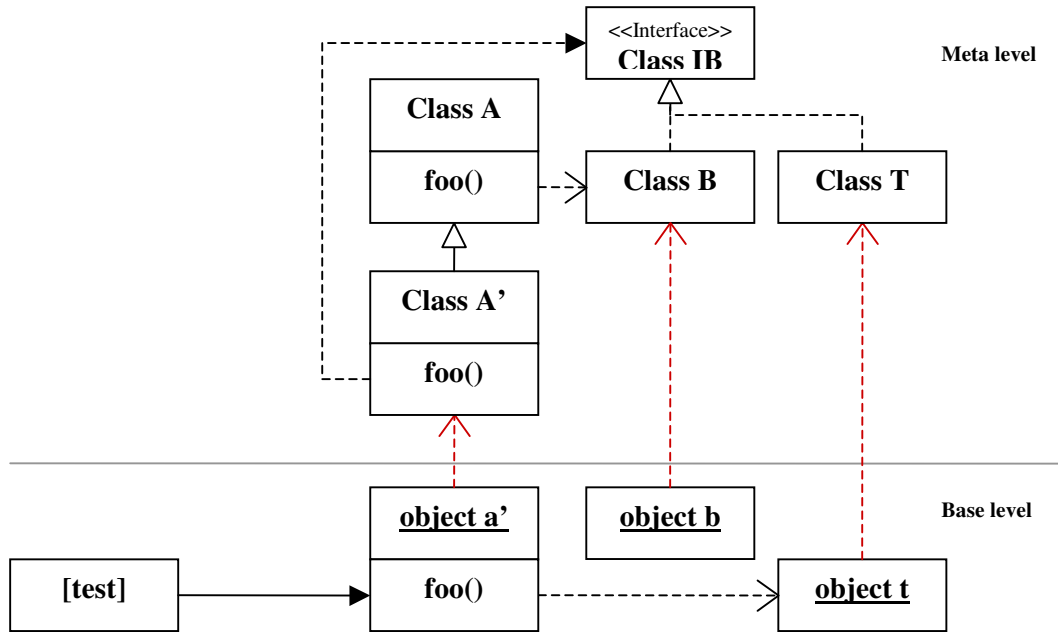 <<Interface>>
Class IB
Meta level
Class A
foo()
Class B
Class T
Class A’
foo()
object a’
object b
Base level
[test]
foo()
object t